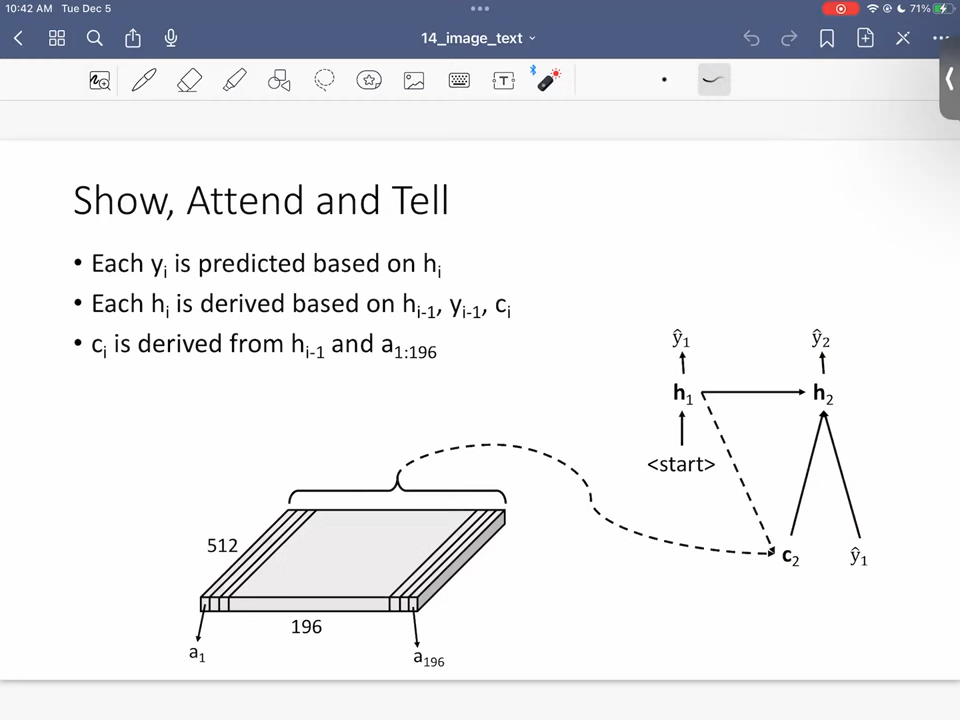 10:42 AM Tue Dec 5
71%
14_image_text
Show, Attend and Tell
• Each yᵢ is predicted based on hᵢ
• Each hᵢ is derived based on hᵢ₋₁, yᵢ₋₁, cᵢ
• cᵢ is derived from hᵢ₋₁ and a₁:₁₉₆
ŷ₁ ŷ₂
h₁ h₂
<start>
512
c₂ ŷ₁
196
a₁ a₁₉₆